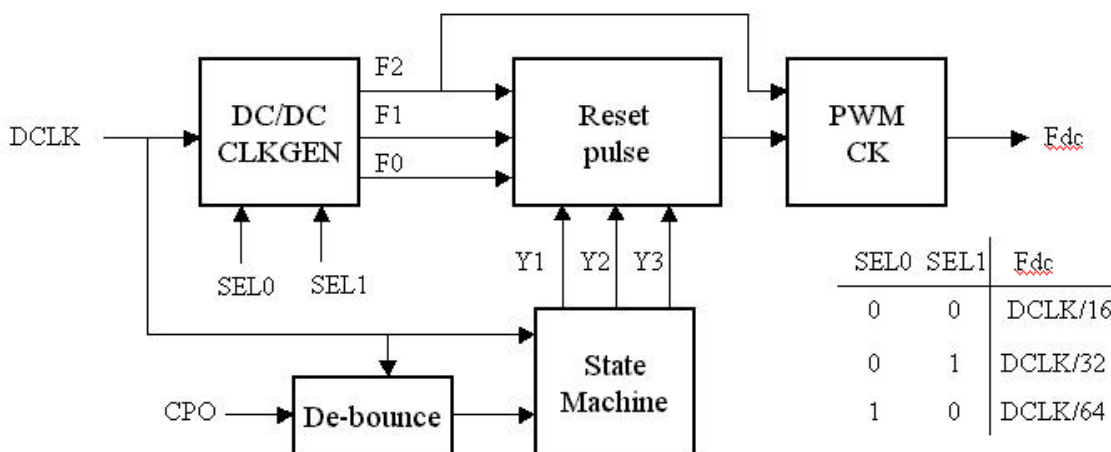 F2
DC/DC
CLKGEN
DCLK
F1
F0
Reset
pulse
PWM
CK
Fdc
SEL0
SEL1
Y1 Y2 Y3
State
Machine
CPO
De-bounce
SEL0 SEL1 Fdc
0 0 DCLK/16
0 1 DCLK/32
1 0 DCLK/64